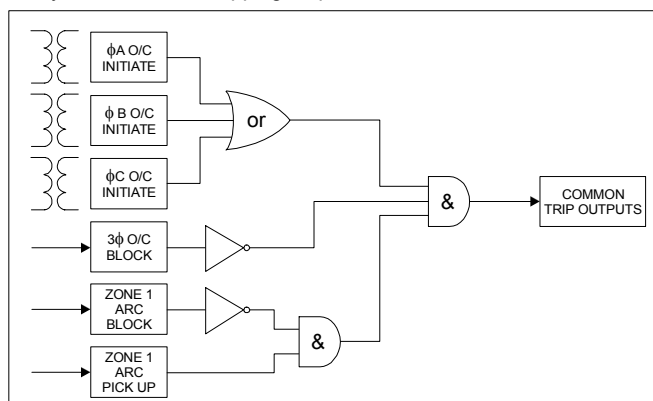 φA O/C
INITIATE
φ B O/C
INITIATE
φC O/C
INITIATE
or
3φ O/C
BLOCK
ZONE 1
ARC
BLOCK
ZONE 1
ARC
PICK UP
&
&
COMMON
TRIP OUTPUTS